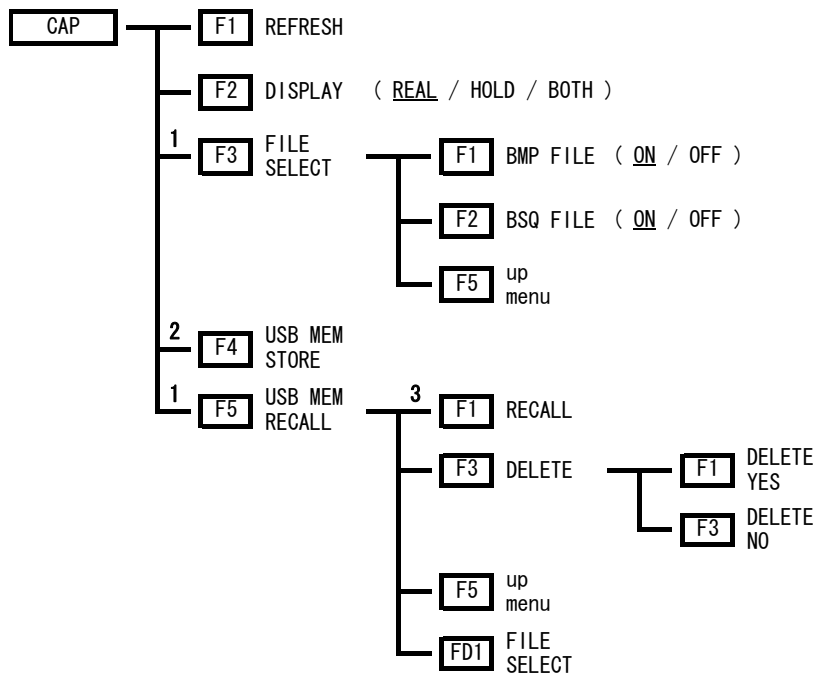 CAP
F1 REFRESH
F2 DISPLAY ( REAL / HOLD / BOTH )
1
F3 FILE
SELECT
F1 BMP FILE ( ON / OFF )
F2 BSQ FILE ( ON / OFF )
F5 up
menu
2
F4 USB MEM
STORE
1
F5 USB MEM
RECALL
3
F1 RECALL
F3 DELETE
F1 DELETE
YES
F3 DELETE
NO
F5 up
menu
FD1 FILE
SELECT